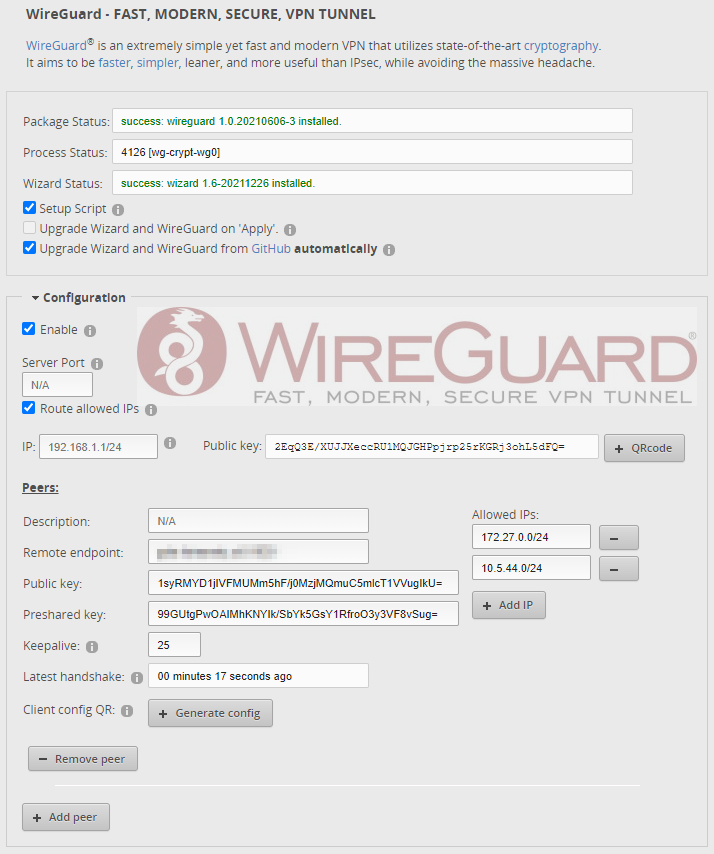 WireGuard - FAST, MODERN, SECURE, VPN TUNNEL
WireGuard® is an extremely simple yet fast and modern VPN that utilizes state-of-the-art cryptography.
It aims to be faster, simpler, leaner, and more useful than IPsec, while avoiding the massive headache.
Package Status: success: wireguard 1.0.20210606-3 installed.
Process Status: 4126 [wg-crypt-wg0]
Wizard Status: success: wizard 1.6-20211226 installed.
Setup Script
Upgrade Wizard and WireGuard on 'Apply'.
Upgrade Wizard and WireGuard from GitHub automatically
Configuration
Enable
WIREGUARD®
FAST, MODERN, SECURE VPN TUNNEL
Server Port
N/A
Route allowed IPs
IP: 192.168.1.1/24 Public key: 2EqQ3E/XUJJXeccRU1MQJGHPpjrp25rKGRj3ohL5dFQ= + QRcode
Peers:
Description: N/A
Remote endpoint:
Public key: 1syRMYD1jIVFMUMm5hF/j0MzjMQmuC5mlcT1VVugIkU=
Preshared key: 99GUtgPwOAIMhKNYIk/SbYk5GsY1RfroO3y3VF8vSug=
Keepalive: 25
Latest handshake: 00 minutes 17 seconds ago
Client config QR: + Generate config
Allowed IPs:
172.27.0.0/24 −
10.5.44.0/24 −
+ Add IP
− Remove peer
+ Add peer